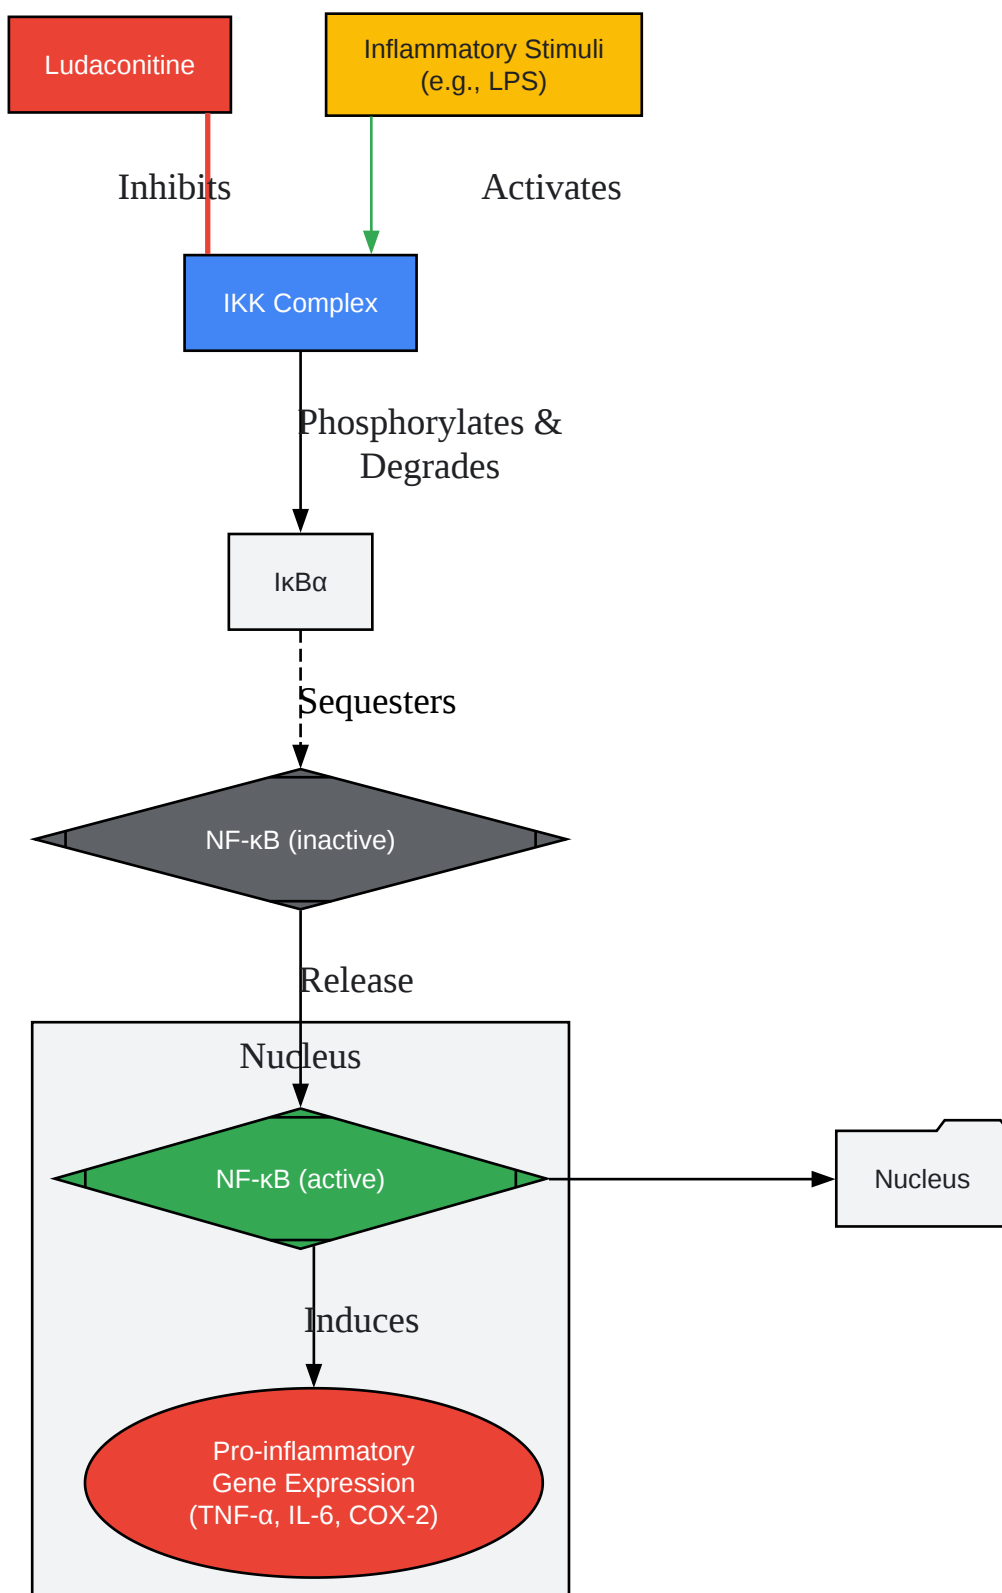 Ludaconitine
Inflammatory Stimuli
(e.g., LPS)
Inhibits
Activates
IKK Complex
Phosphorylates &
Degrades
IκBα
Sequesters
NF-κB (inactive)
Release
Nucleus
NF-κB (active)
Nucleus
Induces
Pro-inflammatory
Gene Expression
(TNF-α, IL-6, COX-2)